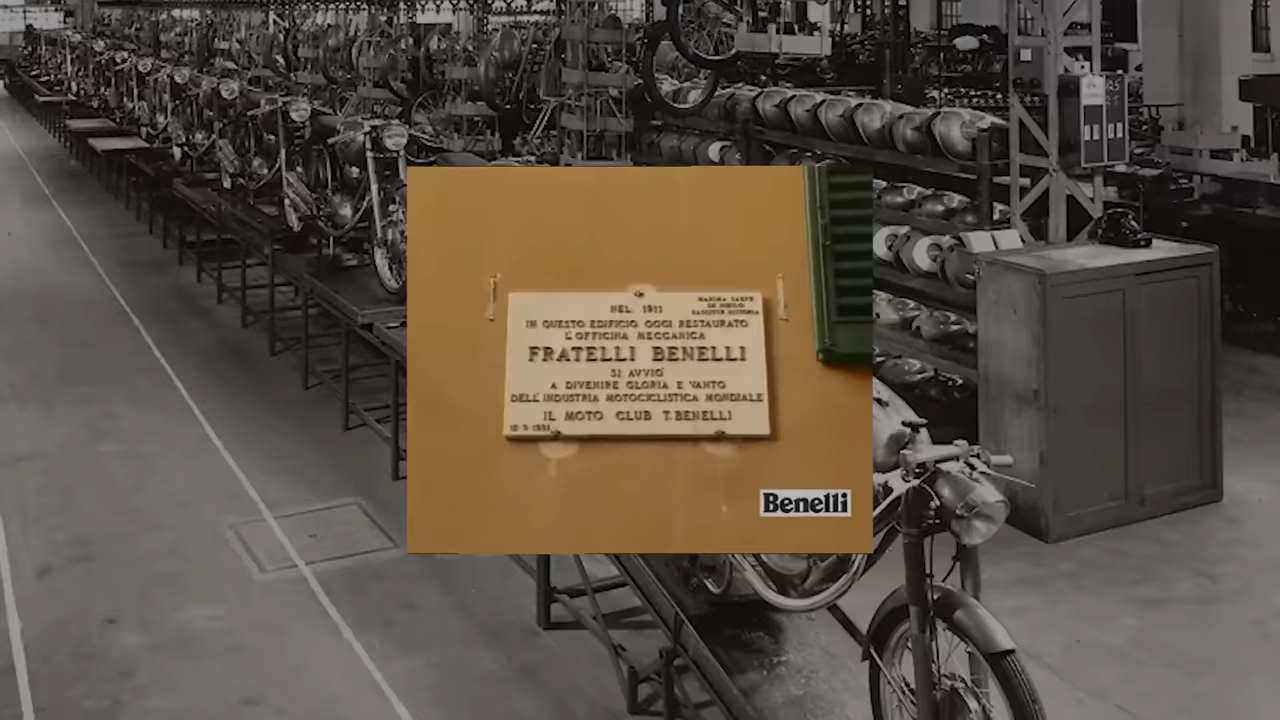 NEL 1911
IN QUESTO EDIFICIO OGGI RESTAURATO
L'OFFICINA MECCANICA
FRATELLI BENELLI
SI AVVIO'
A DIVENIRE GLORIA E VANTO
DELL'INDUSTRIA MOTOCICLISTICA MONDIALE
IL MOTO CLUB T.BENELLI
Benelli